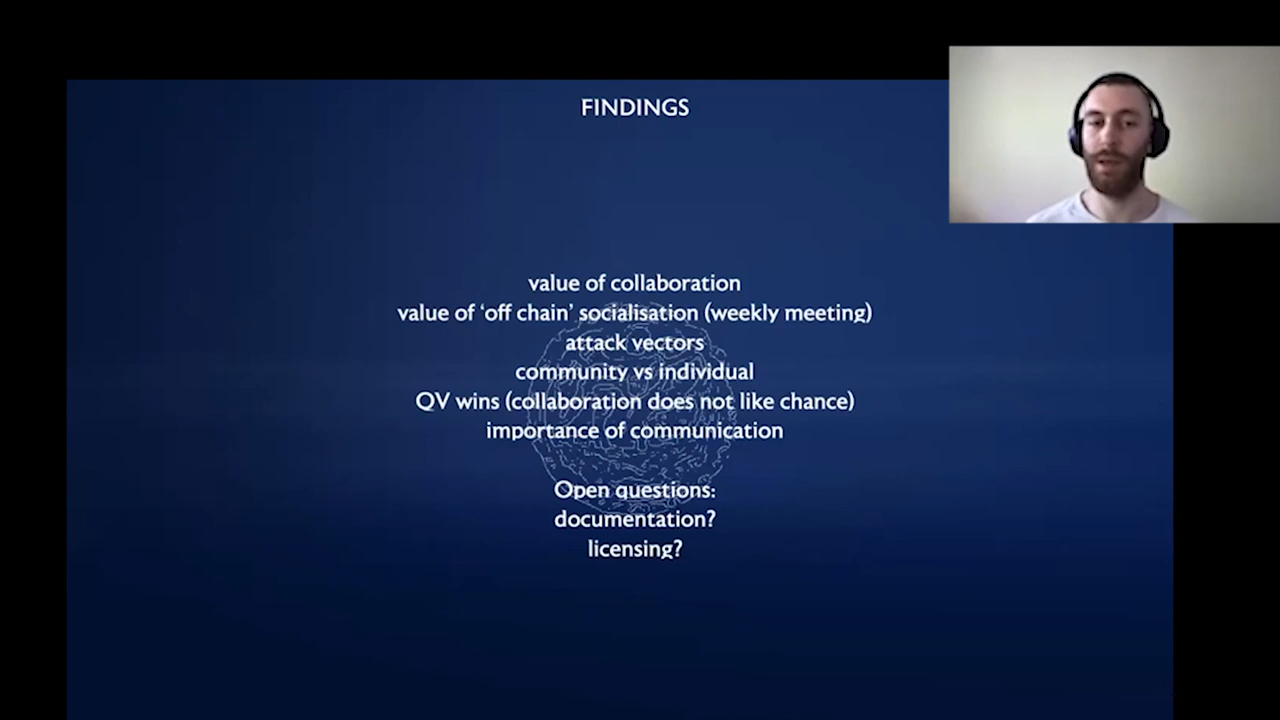 FINDINGS
value of collaboration
value of ‘off chain’ socialisation (weekly meeting)
attack vectors
community vs individual
QV wins (collaboration does not like chance)
importance of communication
Open questions:
documentation?
licensing?